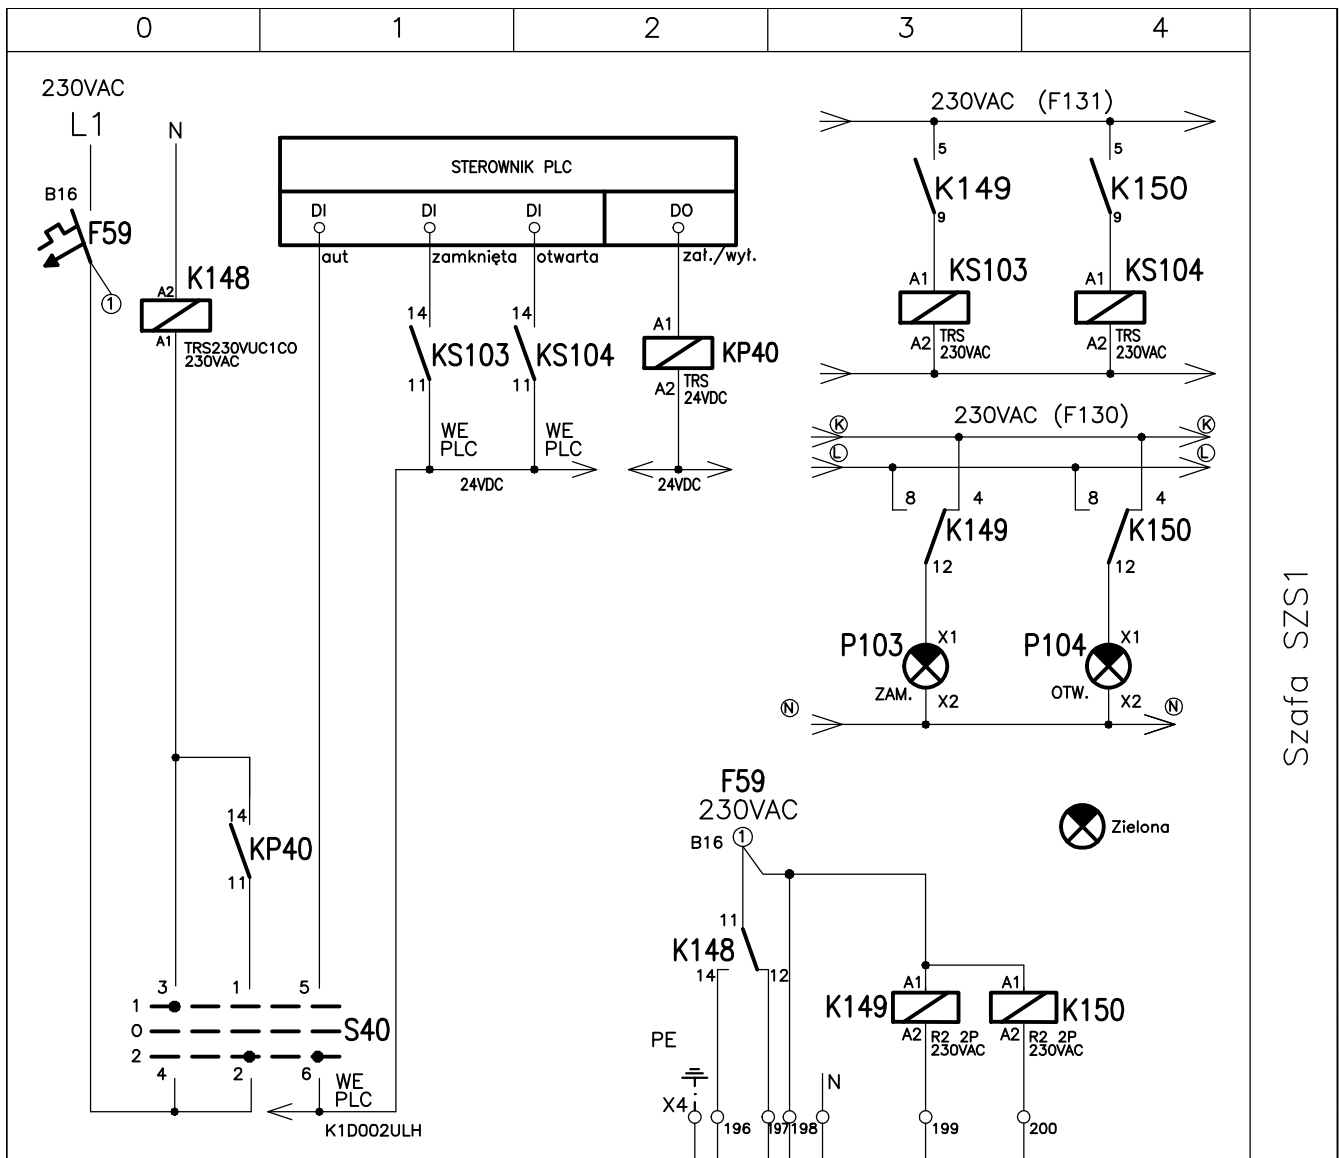 0 1 2 3 4
230VAC
L1
N
B16
F59
1
K148
A2
A1
TRS230VUC1CO
230VAC
STEROWNIK PLC
DI DI DI DO
aut zamknięta otwarta zał./wył.
14
KS103
11
14
KS104
11
A1
KP40
A2
TRS
24VDC
WE
PLC
WE
PLC
24VDC
24VDC
230VAC (F131)
5
K149
9
5
K150
9
KS103
A1
A2
TRS
230VAC
KS104
A1
A2
TRS
230VAC
230VAC (F130)
K K
L L
8 4
K149
12
8 4
K150
12
P103
X1
ZAM.
X2
P104
X1
OTW.
X2
N N
Zielona
Szafa SZS1
14
KP40
11
3 1 5
1
0
2
S40
4 2 6
WE
PLC
K1D002ULH
F59
230VAC
B16
1
11
K148
14 12
A1
K149
A2
R2 2P
230VAC
A1
K150
A2
R2 2P
230VAC
PE
N
X4
196 197 198 199 200